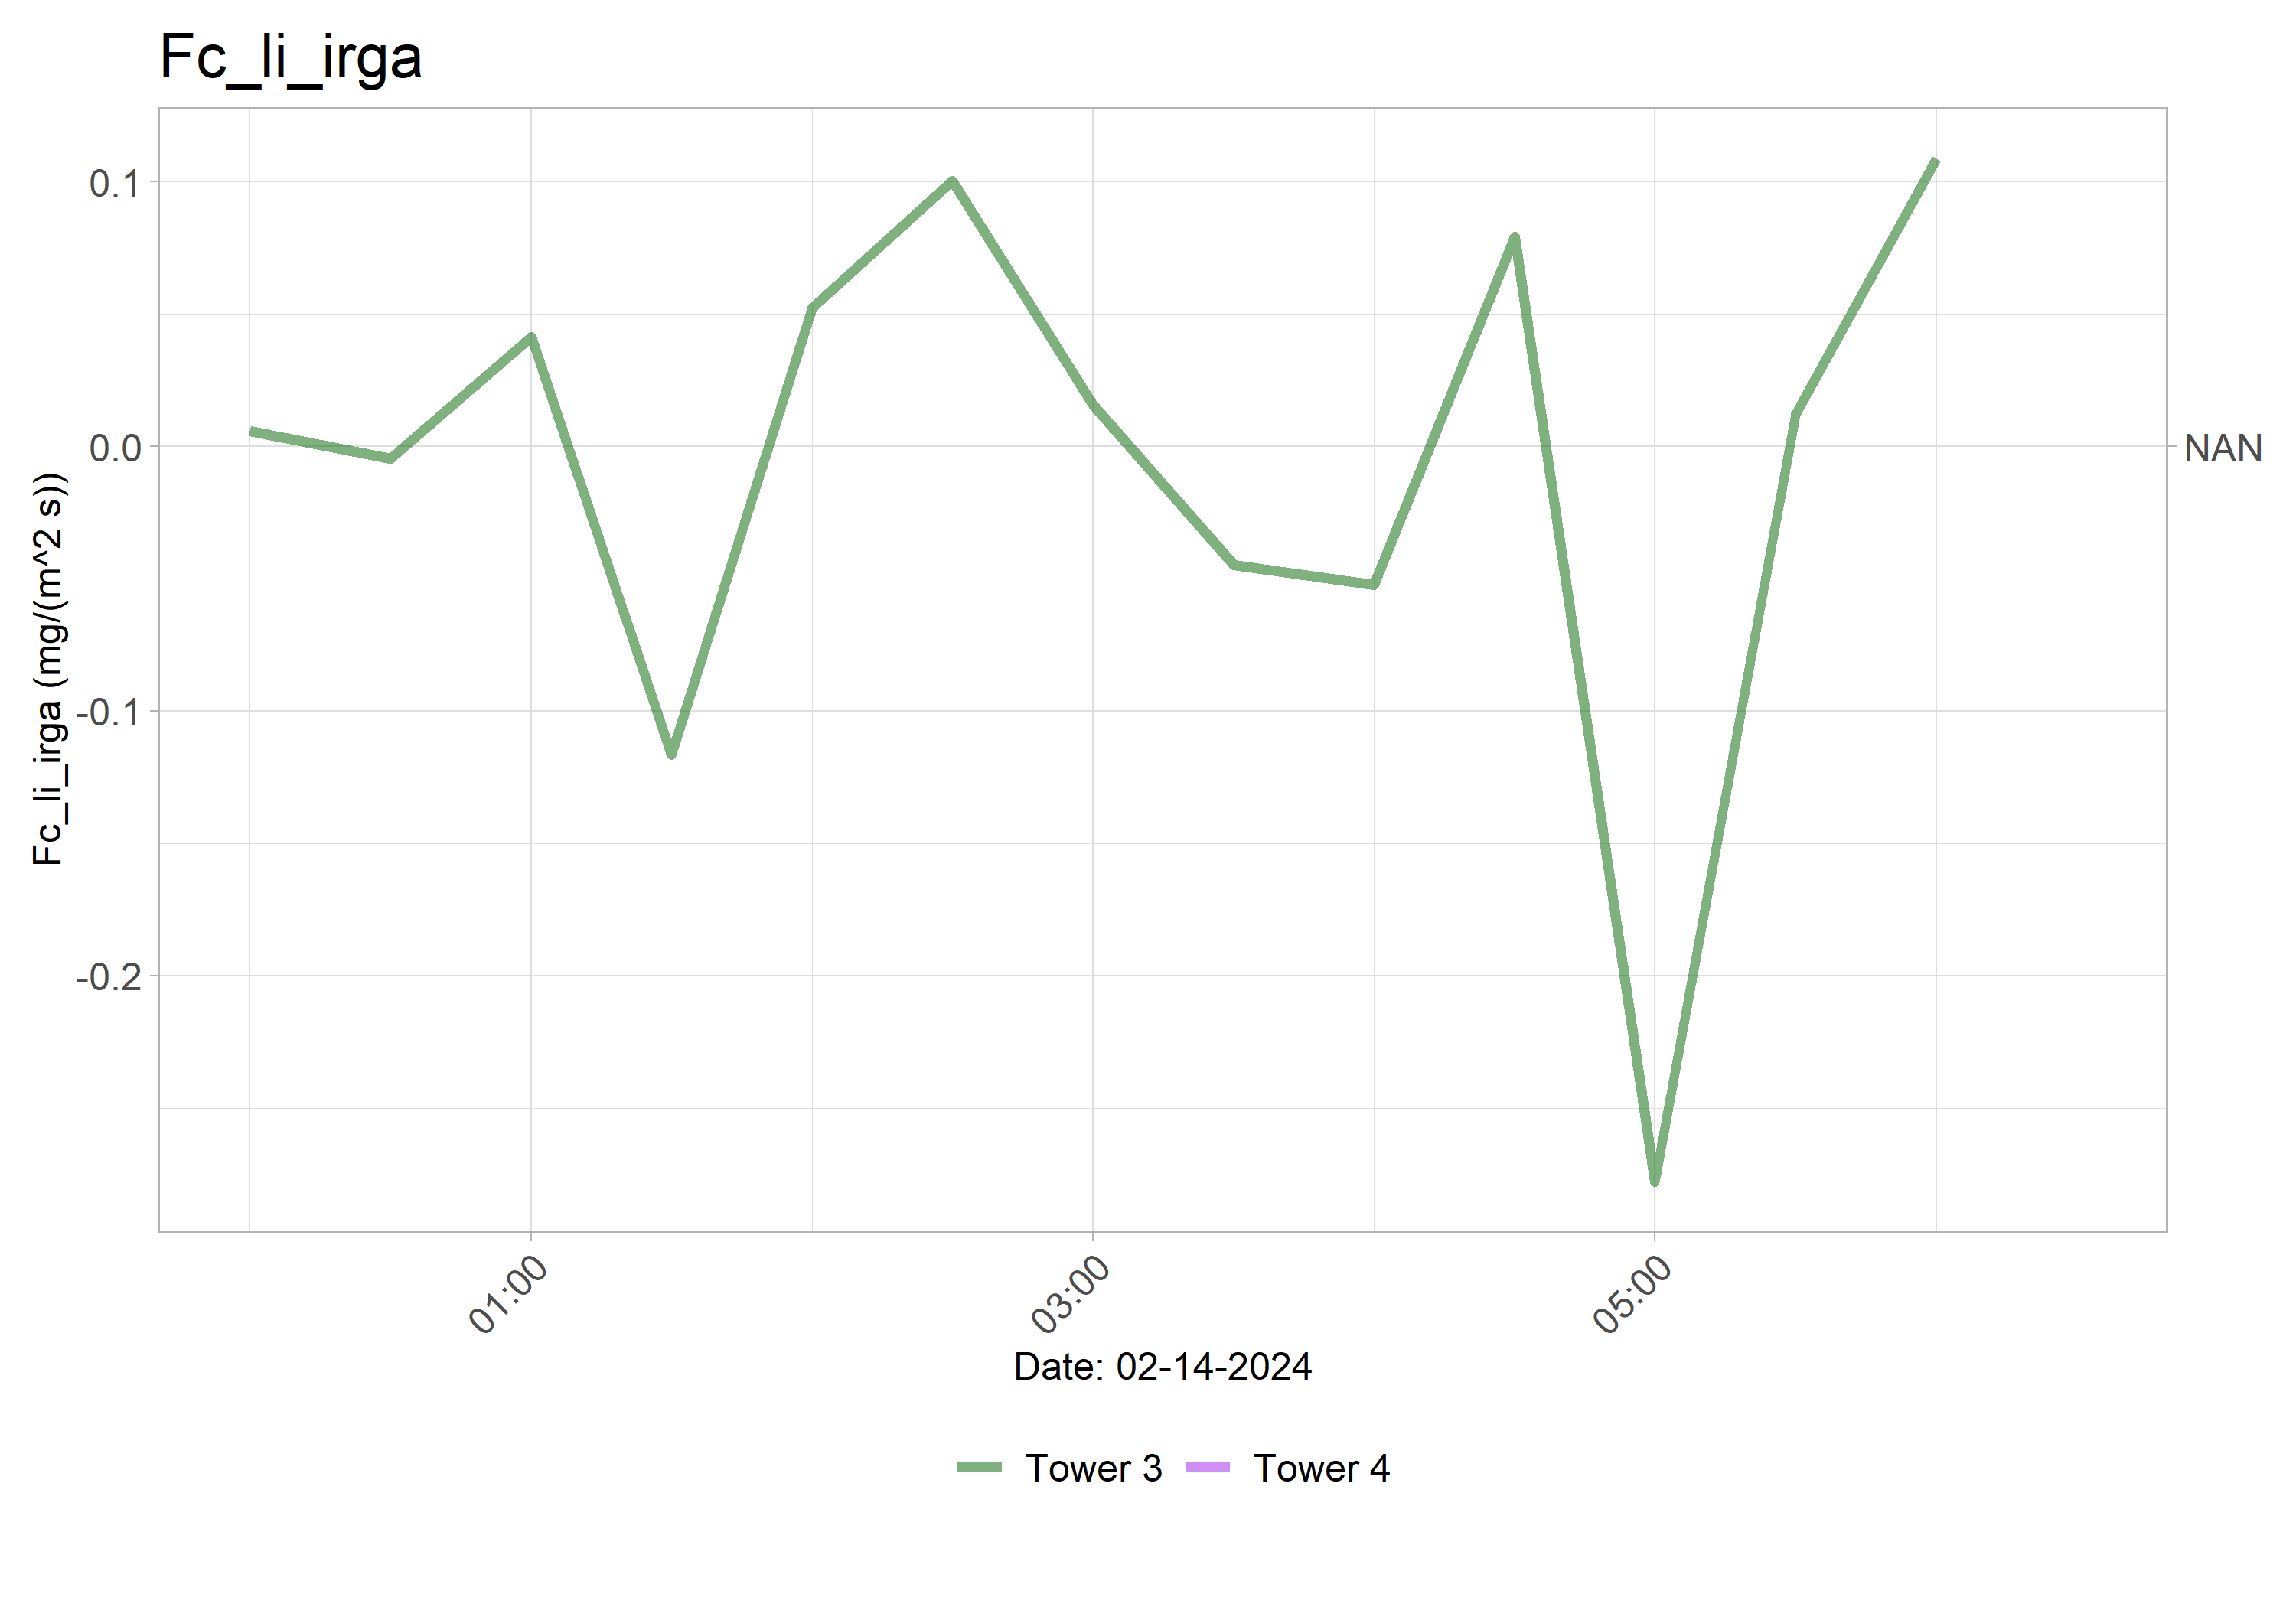 Fc_li_irga
Fc_li_irga (mg/(m^2 s))
0.1
0.0
-0.1
-0.2
NAN
01:00
03:00
05:00
Date: 02-14-2024
Tower 3
Tower 4